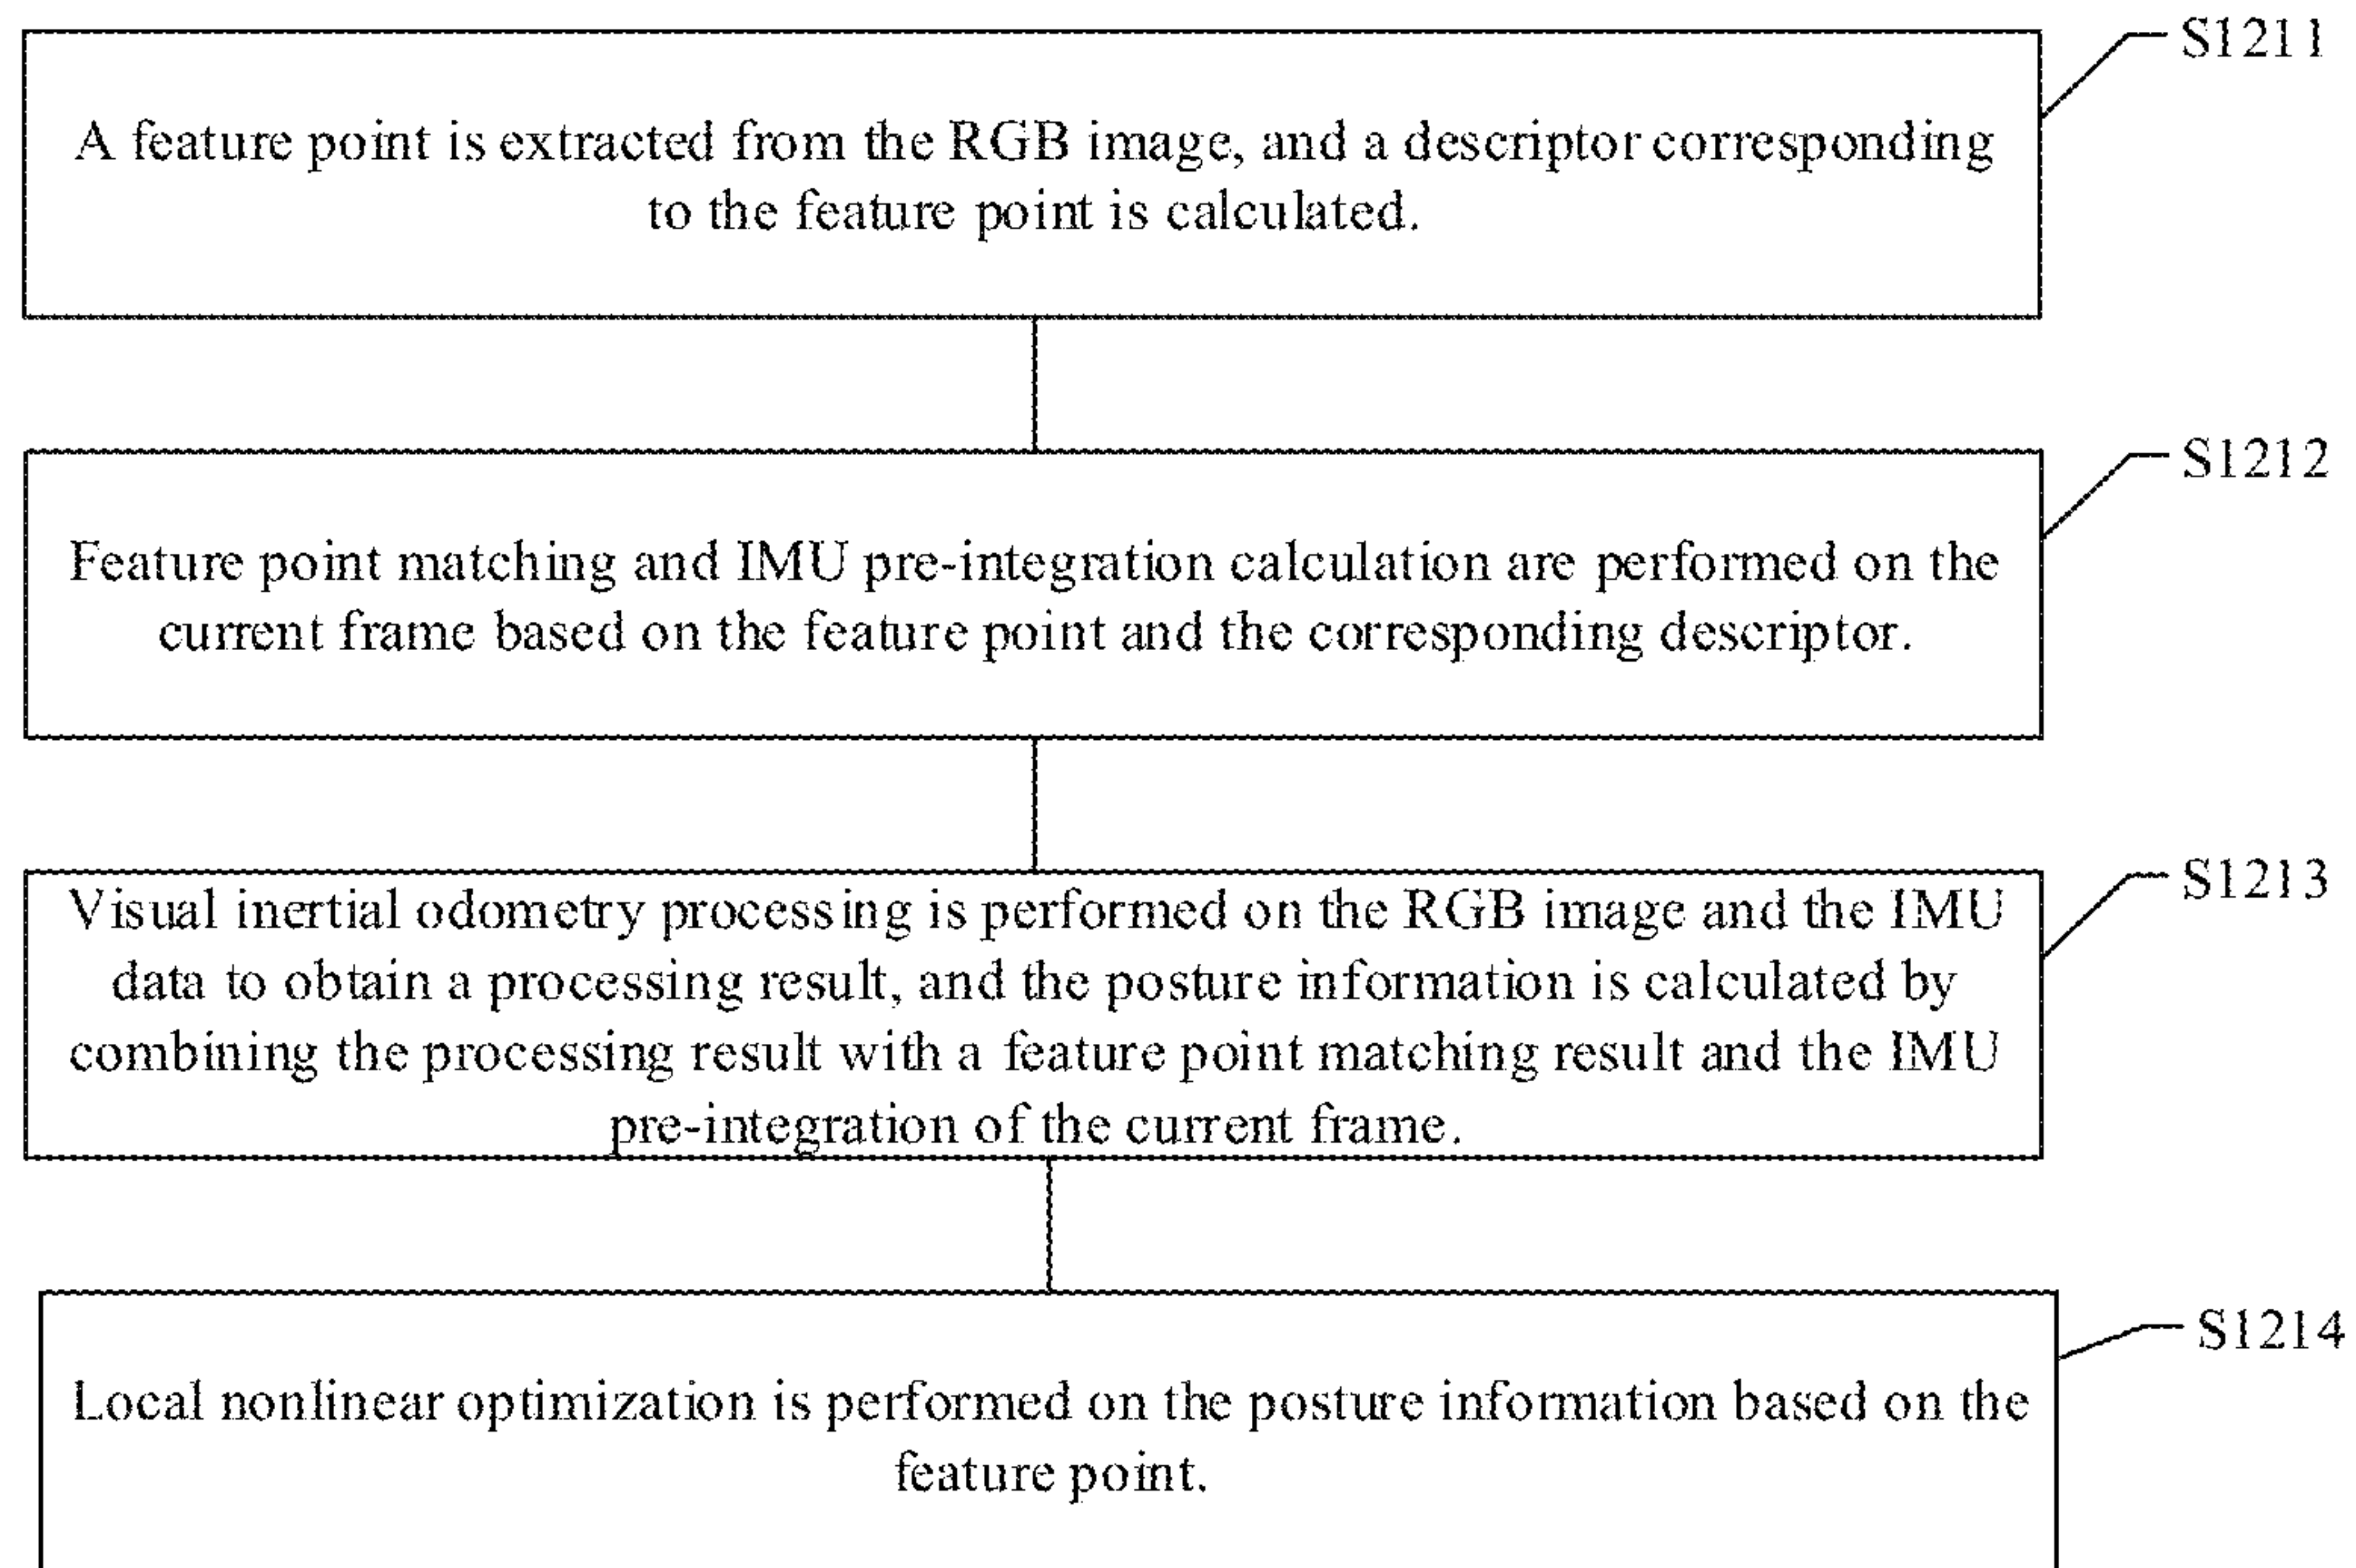 S1211
A feature point is extracted from the RGB image, and a descriptor corresponding
to the feature point is calculated.
S1212
Feature point matching and IMU pre-integration calculation are performed on the
current frame based on the feature point and the corresponding descriptor.
S1213
Visual inertial odometry processing is performed on the RGB image and the IMU
data to obtain a processing result, and the posture information is calculated by
combining the processing result with a feature point matching result and the IMU
pre-integration of the current frame.
S1214
Local nonlinear optimization is performed on the posture information based on the
feature point.